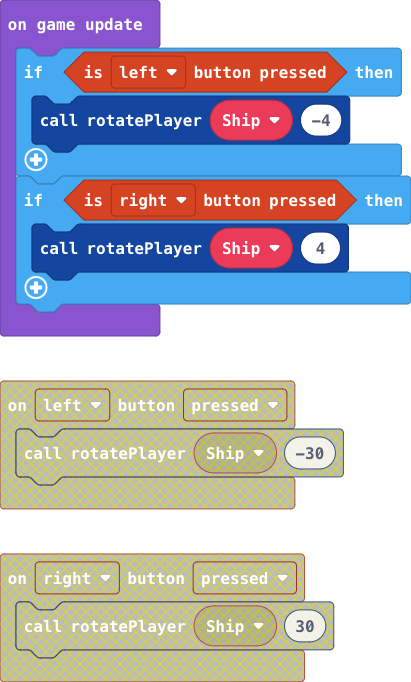 on game update
if is left button pressed then
call rotatePlayer Ship -4
if is right button pressed then
call rotatePlayer Ship 4
on left button pressed
call rotatePlayer Ship -30
on right button pressed
call rotatePlayer Ship 30